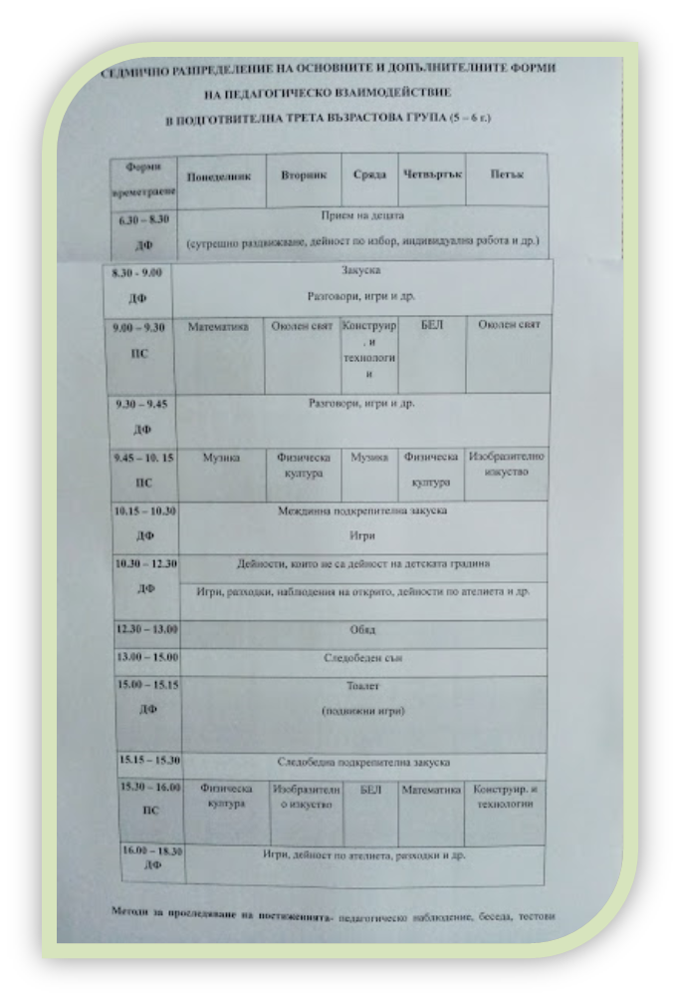 СЕДМИЧНО РАЗПРЕДЕЛЕНИЕ НА ОСНОВНИТЕ И ДОПЪЛНИТЕЛНИТЕ ФОРМИ
НА ПЕДАГОГИЧЕСКО ВЗАИМОДЕЙСТВИЕ
В ПОДГОТВИТЕЛНА ТРЕТА ВЪЗРАСТОВА ГРУПА (5 – 6 г.)
Форми
времетраене
Понеделник Вторник Сряда Четвъртък Петък
6.30 – 8.30
ДФ
Прием на децата
(сутрешно раздвижване, дейност по избор, индивидуална работа и др.)
8.30 - 9.00
ДФ
Закуска
Разговори, игри и др.
9.00 – 9.30
ПС
Математика
Околен свят
Конструир
. и
технологи
и
БЕЛ
Околен свят
9.30 – 9.45
ДФ
Разговори, игри и др.
9.45 – 10. 15
ПС
Музика
Физическа
култура
Музика
Физическа
култура
Изобразително
изкуство
10.15 – 10.30
ДФ
Междинна подкрепителна закуска
Игри
10.30 – 12.30
ДФ
Дейности, които не са дейност на детската градина
Игри, разходки, наблюдения на открито, дейности по ателиета и др.
12.30 – 13.00
Обяд
13.00 – 15.00
Следобеден сън
15.00 – 15.15
ДФ
Тоалет
(подвижни игри)
15.15 – 15.30
Следобедна подкрепителна закуска
15.30 – 16.00
ПС
Физическа
култура
Изобразителн
о изкуство
БЕЛ
Математика
Конструир. и
технологии
16.00 – 18.30
ДФ
Игри, дейност по ателиета, разходки и др.
Методи за проследяване на постиженията- педагогическо наблюдение, беседа, тестови